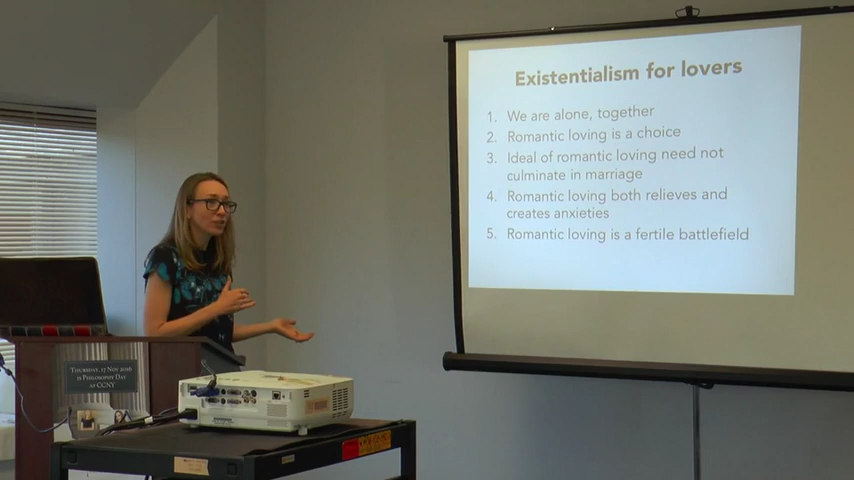 Existentialism for lovers
1. We are alone, together
2. Romantic loving is a choice
3. Ideal of romantic loving need not
culminate in marriage
4. Romantic loving both relieves and
creates anxieties
5. Romantic loving is a fertile battlefield
Thursday, 17 Nov 2016
is Philosophy Day
at CCNY